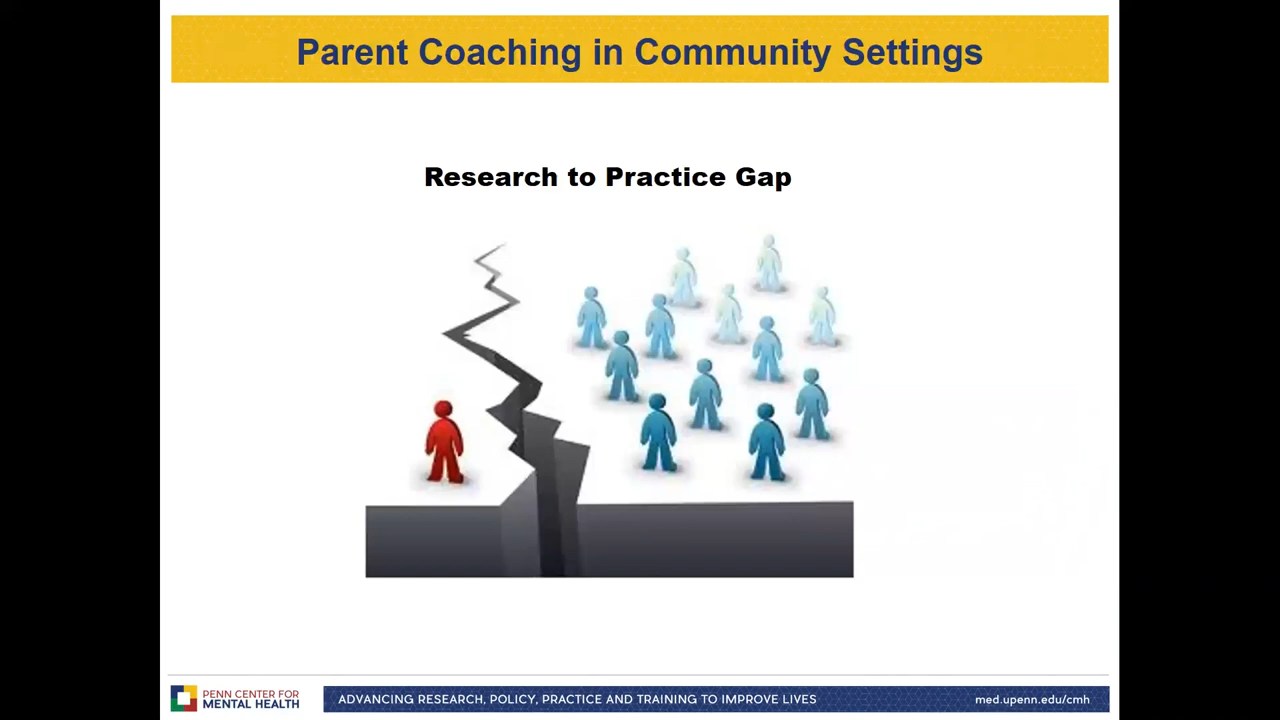 Parent Coaching in Community Settings
Research to Practice Gap
PENN CENTER FOR
MENTAL HEALTH
ADVANCING RESEARCH, POLICY, PRACTICE AND TRAINING TO IMPROVE LIVES
med.upenn.edu/cmh